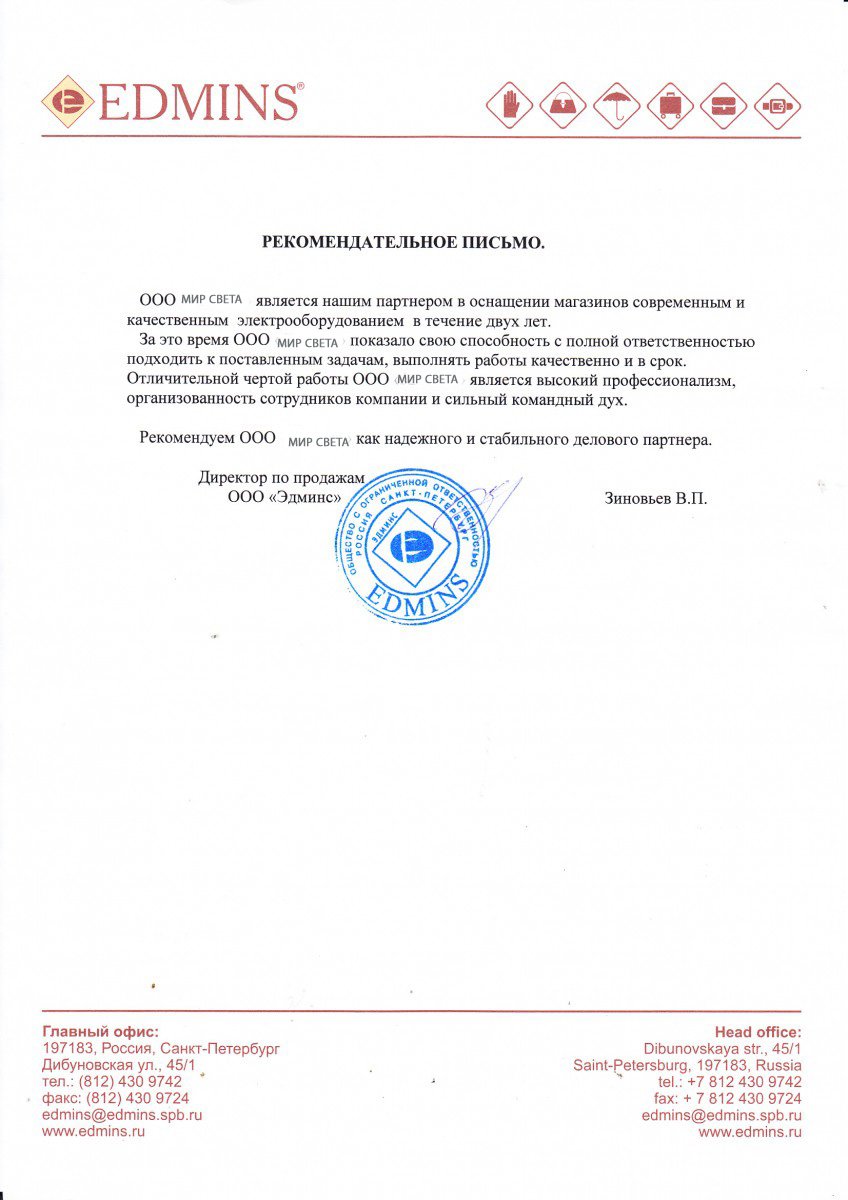 EDMINS®
РЕКОМЕНДАТЕЛЬНОЕ ПИСЬМО.
ООО МИР СВЕТА является нашим партнером в оснащении магазинов современным и
качественным электрооборудованием в течение двух лет.
За это время ООО МИР СВЕТА показало свою способность с полной ответственностью
подходить к поставленным задачам, выполнять работы качественно и в срок.
Отличительной чертой работы ООО МИР СВЕТА является высокий профессионализм,
организованность сотрудников компании и сильный командный дух.
Рекомендуем ООО МИР СВЕТА как надежного и стабильного делового партнера.
Директор по продажам
ООО «Эдминс»
Зиновьев В.П.
ОБЩЕСТВО С ОГРАНИЧЕННОЙ ОТВЕТСТВЕННОСТЬЮ
РОССИЯ САНКТ-ПЕТЕРБУРГ
ЭДМИНС
EDMINS
Главный офис:
197183, Россия, Санкт-Петербург
Дибуновская ул., 45/1
тел.: (812) 430 9742
факс: (812) 430 9724
edmins@edmins.spb.ru
www.edmins.ru
Head office:
Dibunovskaya str., 45/1
Saint-Petersburg, 197183, Russia
tel.: +7 812 430 9742
fax: + 7 812 430 9724
edmins@edmins.spb.ru
www.edmins.ru